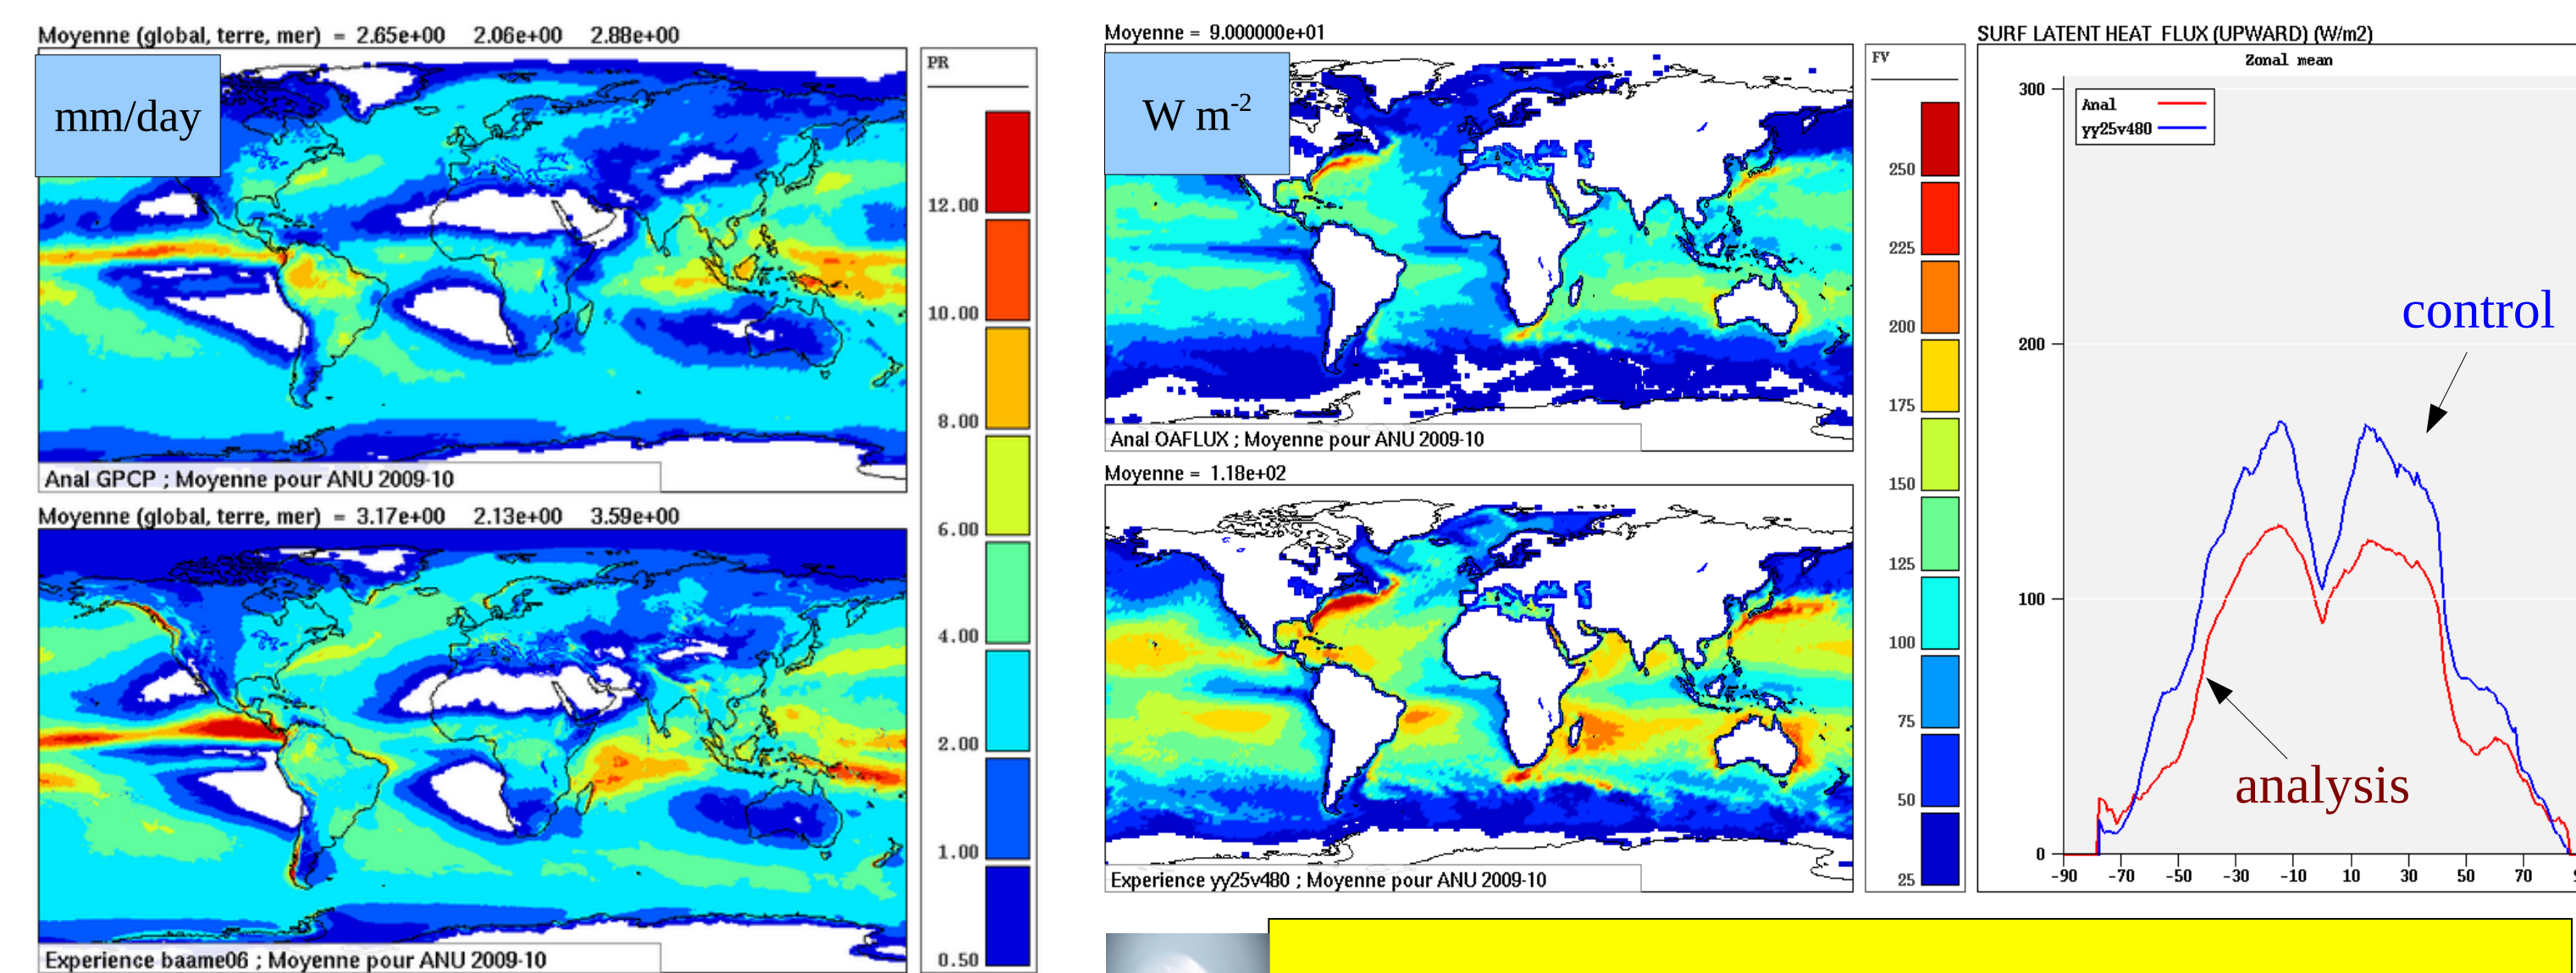 Moyenne (global, terre, mer) = 2.65e+00 2.06e+00 2.88e+00
mm/day
PR
12.00
10.00
8.00
6.00
4.00
2.00
1.00
0.50
Anal GPCP ; Moyenne pour ANU 2009-10
Moyenne (global, terre, mer) = 3.17e+00 2.13e+00 3.59e+00
Experience baame06 ; Moyenne pour ANU 2009-10
Moyenne = 9.000000e+01
W m-2
FV
250
225
200
175
150
125
100
75
50
25
Anal OAFLUX ; Moyenne pour ANU 2009-10
Moyenne = 1.18e+02
Experience yy25v480 ; Moyenne pour ANU 2009-10
SURF LATENT HEAT FLUX (UPWARD) (W/m2)
Zonal mean
Anal
yy25v480
300
200
100
0
control
analysis
-90 -70 -50 -30 -10 10 30 50 70